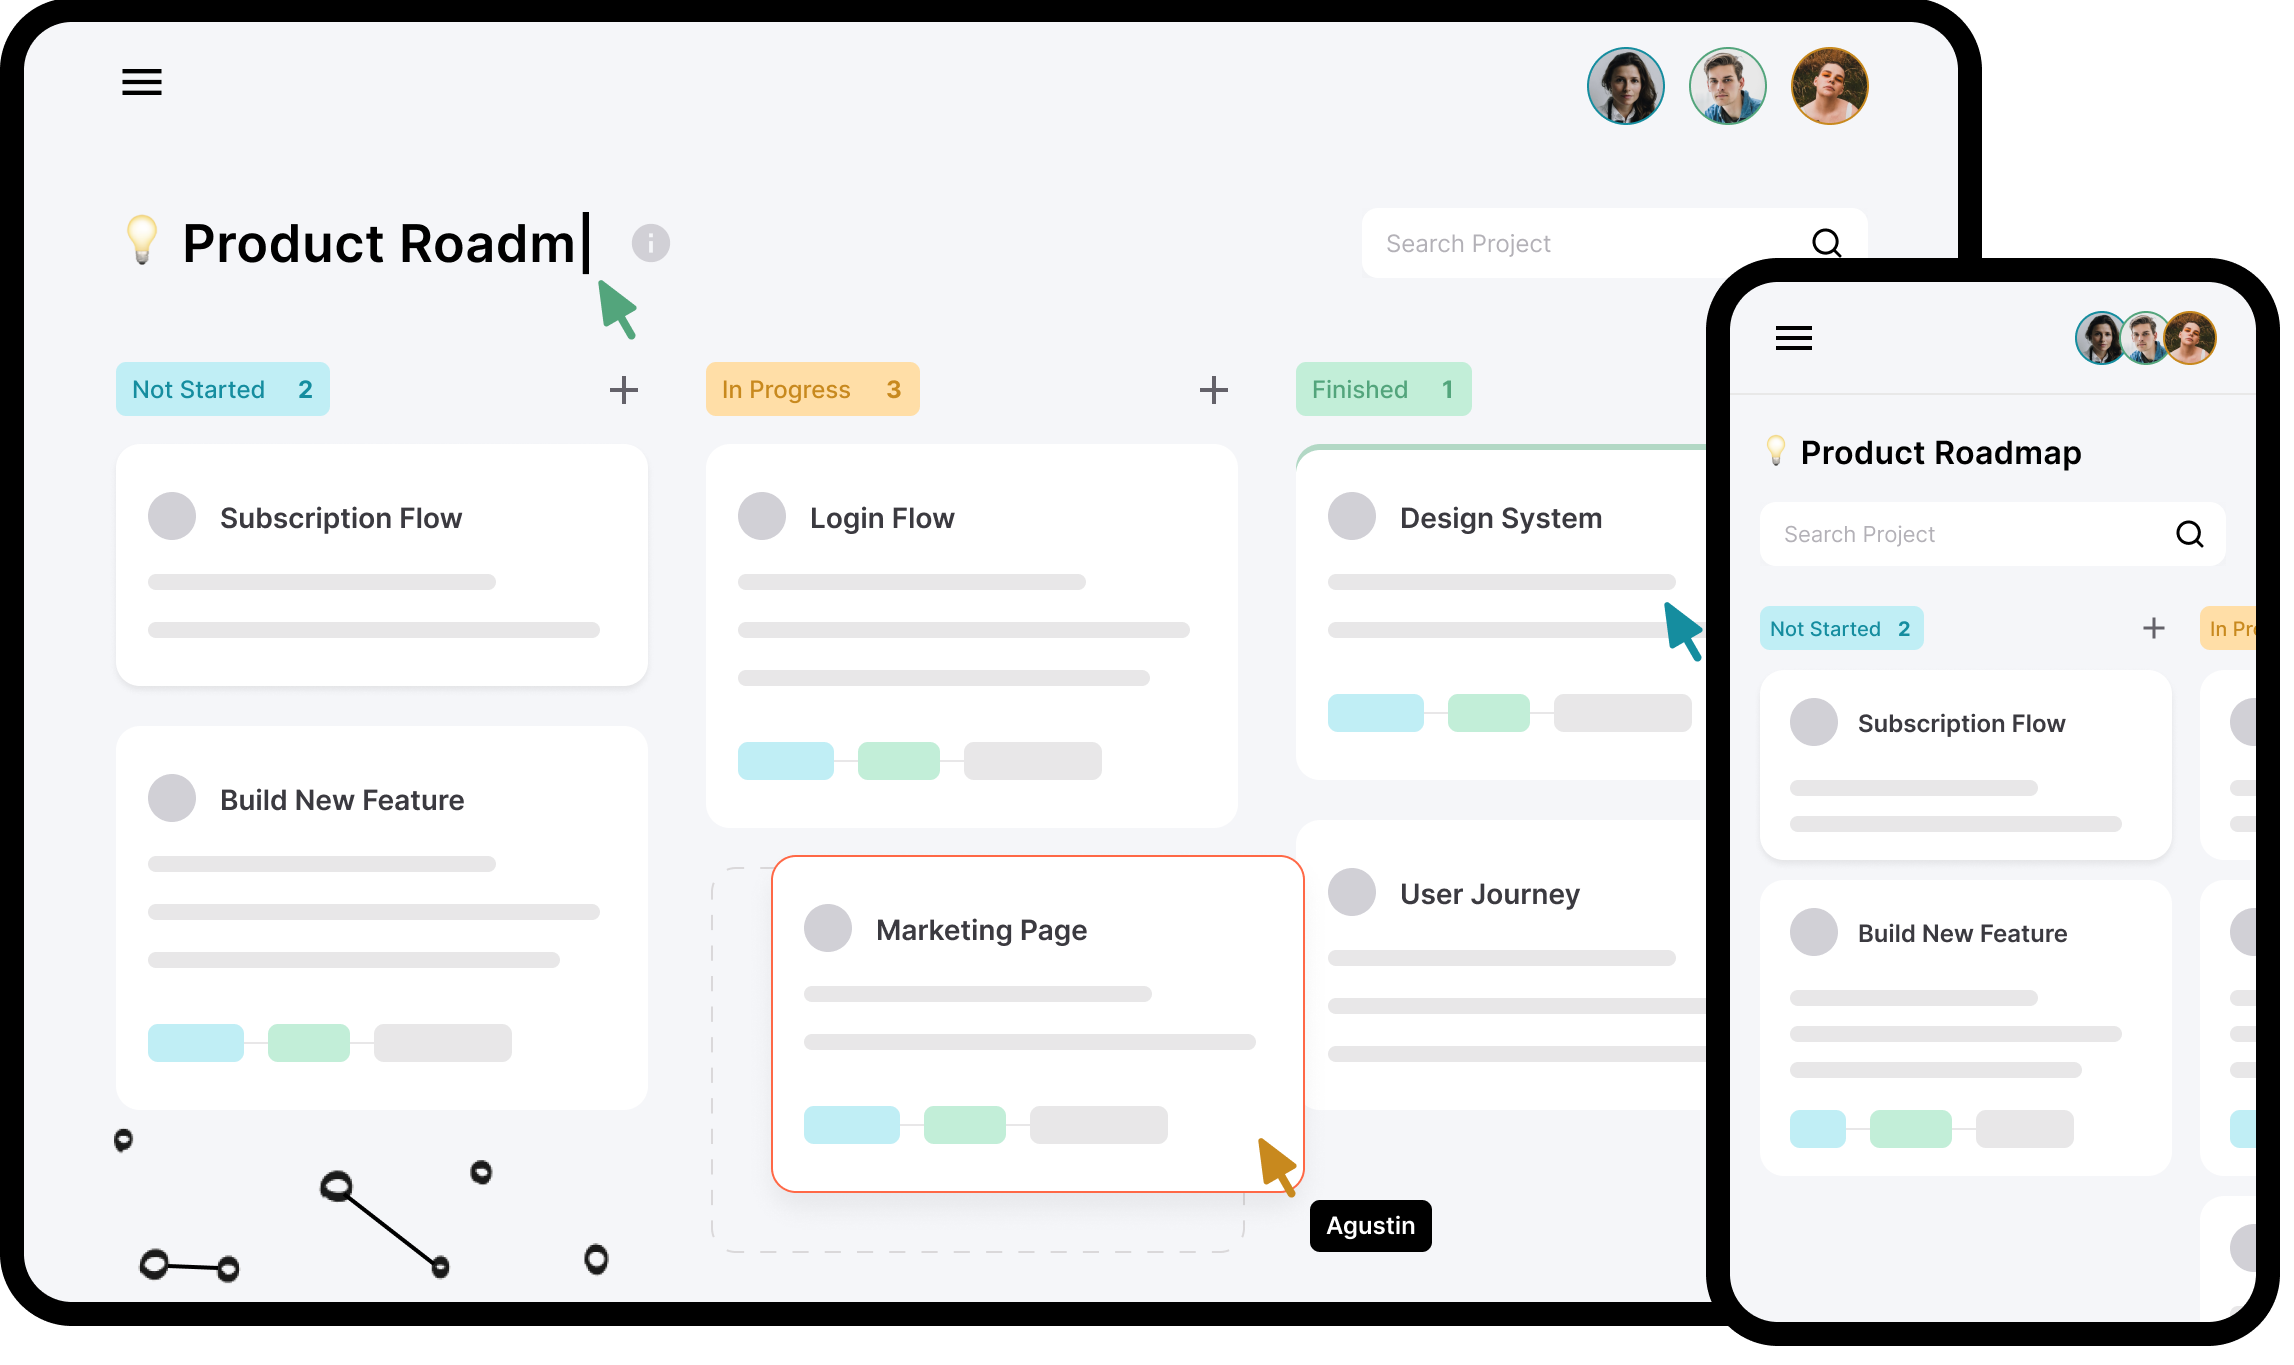 Product Roadm
Search Project
Not Started 2
In Progress 3
Finished 1
Subscription Flow
Login Flow
Design System
Build New Feature
Marketing Page
User Journey
Agustin
Product Roadmap
Search Project
Not Started 2
In Pr
Subscription Flow
Build New Feature